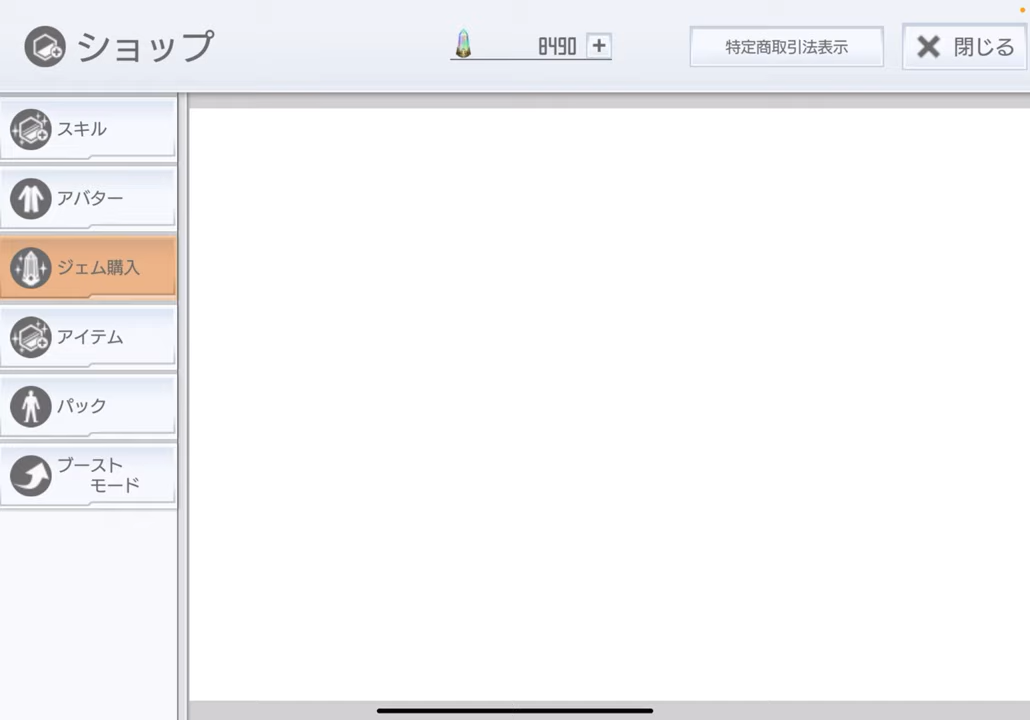 ショップ
8490
特定商取引法表示
閉じる
スキル
アバター
ジェム購入
アイテム
パック
ブースト
モード